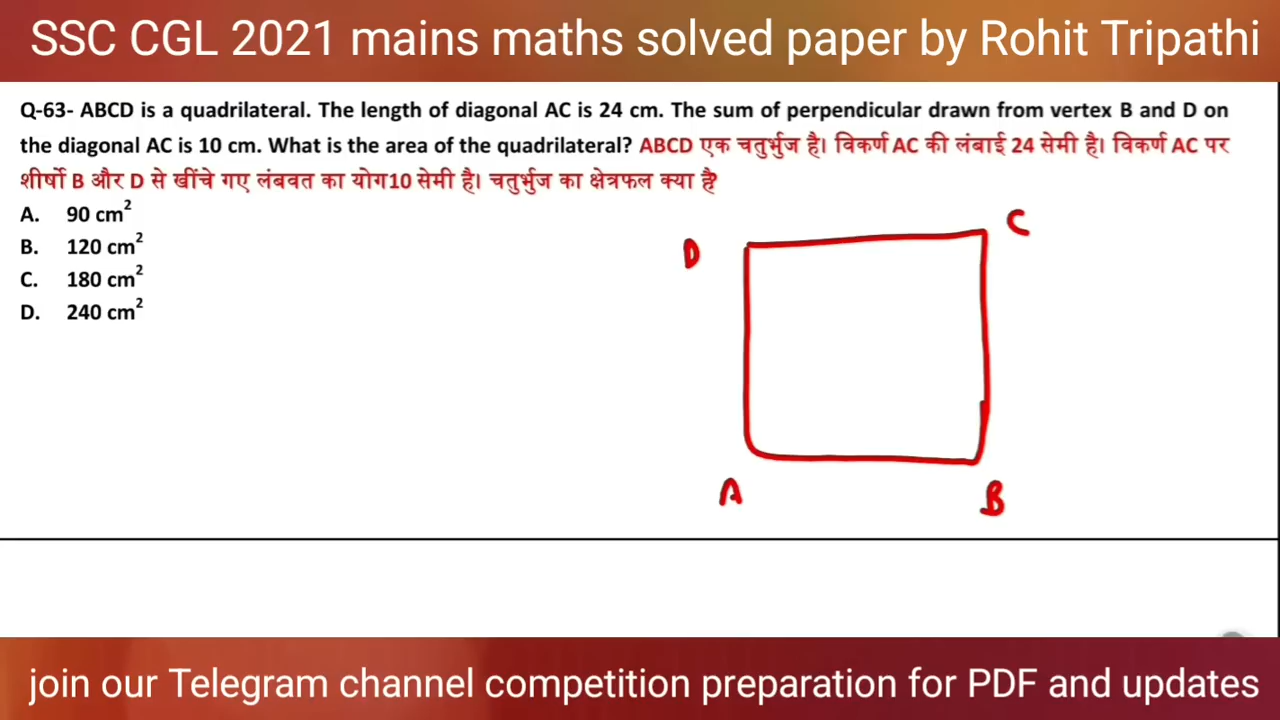 SSC CGL 2021 mains maths solved paper by Rohit Tripathi
Q-63- ABCD is a quadrilateral. The length of diagonal AC is 24 cm. The sum of perpendicular drawn from vertex B and D on
the diagonal AC is 10 cm. What is the area of the quadrilateral? ABCD एक चतुर्भुज है। विकर्ण AC की लंबाई 24 सेमी है। विकर्ण AC पर
शीर्षो B और D से खींचे गए लंबवत का योग10 सेमी है। चतुर्भुज का क्षेत्रफल क्या है?
A. 90 cm²
B. 120 cm²
C. 180 cm²
D. 240 cm²
D C
A B
join our Telegram channel competition preparation for PDF and updates